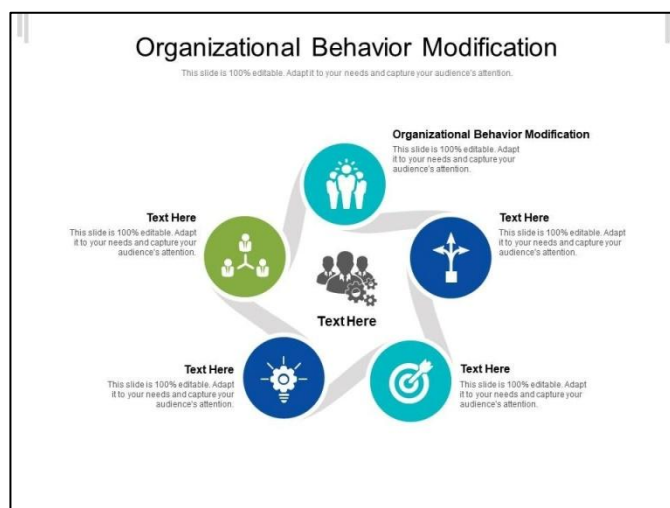 Organizational Behavior Modification
This slide is 100% editable. Adapt it to your needs and capture your audience's attention.
Organizational Behavior Modification
This slide is 100% editable. Adapt
it to your needs and capture your
audience's attention.
Text Here
This slide is 100% editable. Adapt
it to your needs and capture your
audience's attention.
Text Here
This slide is 100% editable. Adapt
it to your needs and capture your
audience's attention.
Text Here
Text Here
This slide is 100% editable. Adapt
it to your needs and capture your
audience's attention.
Text Here
This slide is 100% editable. Adapt
it to your needs and capture your
audience's attention.